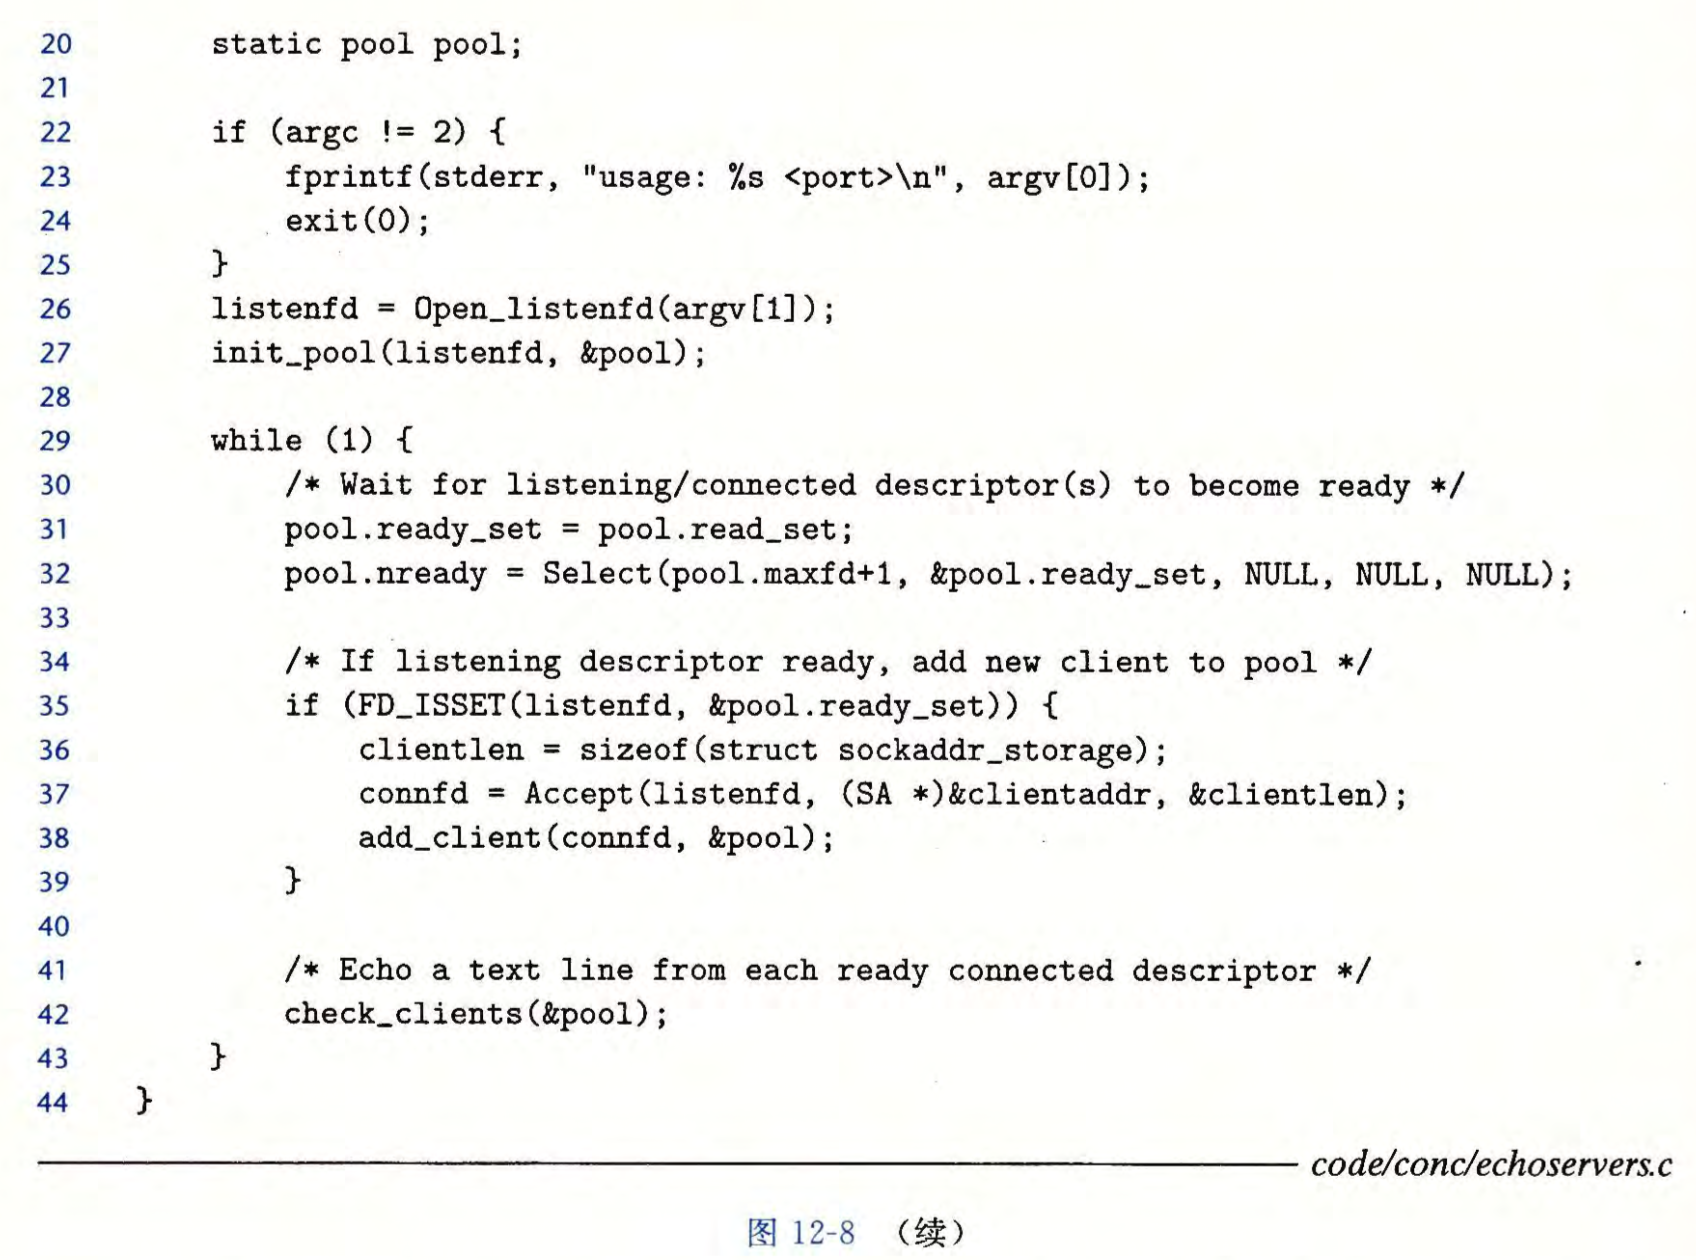 20        static pool pool;
21
22        if (argc != 2) {
23            fprintf(stderr, "usage: %s <port>\n", argv[0]);
24            exit(0);
25        }
26        listenfd = Open_listenfd(argv[1]);
27        init_pool(listenfd, &pool);
28
29        while (1) {
30            /* Wait for listening/connected descriptor(s) to become ready */
31            pool.ready_set = pool.read_set;
32            pool.nready = Select(pool.maxfd+1, &pool.ready_set, NULL, NULL, NULL);
33
34            /* If listening descriptor ready, add new client to pool */
35            if (FD_ISSET(listenfd, &pool.ready_set)) {
36                clientlen = sizeof(struct sockaddr_storage);
37                connfd = Accept(listenfd, (SA *)&clientaddr, &clientlen);
38                add_client(connfd, &pool);
39            }
40
41            /* Echo a text line from each ready connected descriptor */
42            check_clients(&pool);
43        }
44    }
code/conc/echoservers.c
图 12-8 （续）